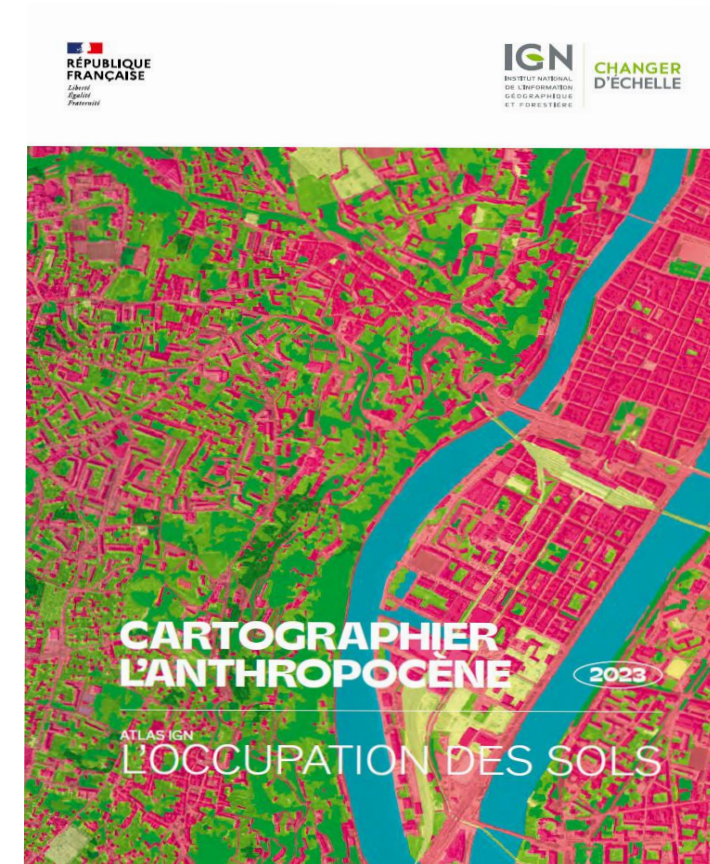 RÉPUBLIQUE
FRANÇAISE
Liberté
Égalité
Fraternité
IGN
INSTITUT NATIONAL
DE L'INFORMATION
GÉOGRAPHIQUE
ET FORESTIÈRE
CHANGER
D'ÉCHELLE
CARTOGRAPHIER
L'ANTHROPOCÈNE
2023
ATLAS IGN
L'OCCUPATION DES SOLS